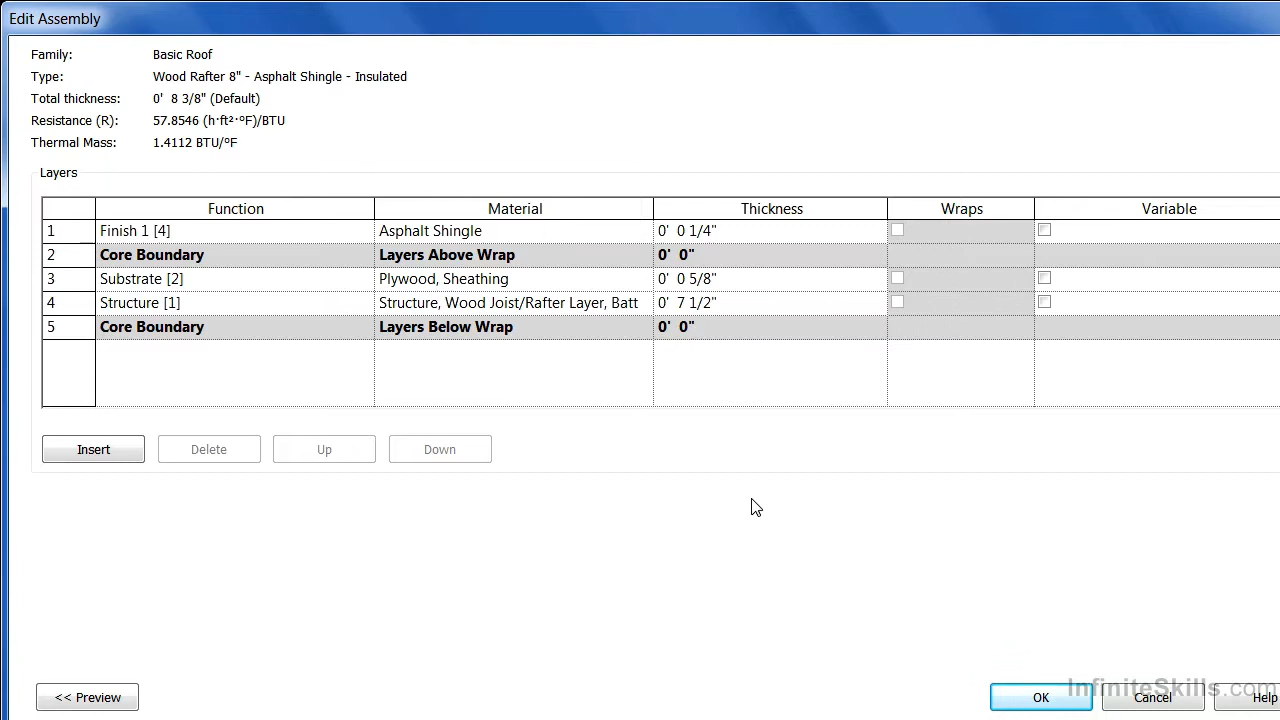 Edit Assembly
Family: Basic Roof
Type: Wood Rafter 8" - Asphalt Shingle - Insulated
Total thickness: 0'  8 3/8" (Default)
Resistance (R): 57.8546 (h·ft²·°F)/BTU
Thermal Mass: 1.4112 BTU/°F
Layers
Function Material Thickness Wraps Variable
1 Finish 1 [4] Asphalt Shingle 0'  0 1/4"
2 Core Boundary Layers Above Wrap 0'  0"
3 Substrate [2] Plywood, Sheathing 0'  0 5/8"
4 Structure [1] Structure, Wood Joist/Rafter Layer, Batt 0'  7 1/2"
5 Core Boundary Layers Below Wrap 0'  0"
Insert Delete Up Down
<< Preview OK Cancel Help
InfiniteSkills.com